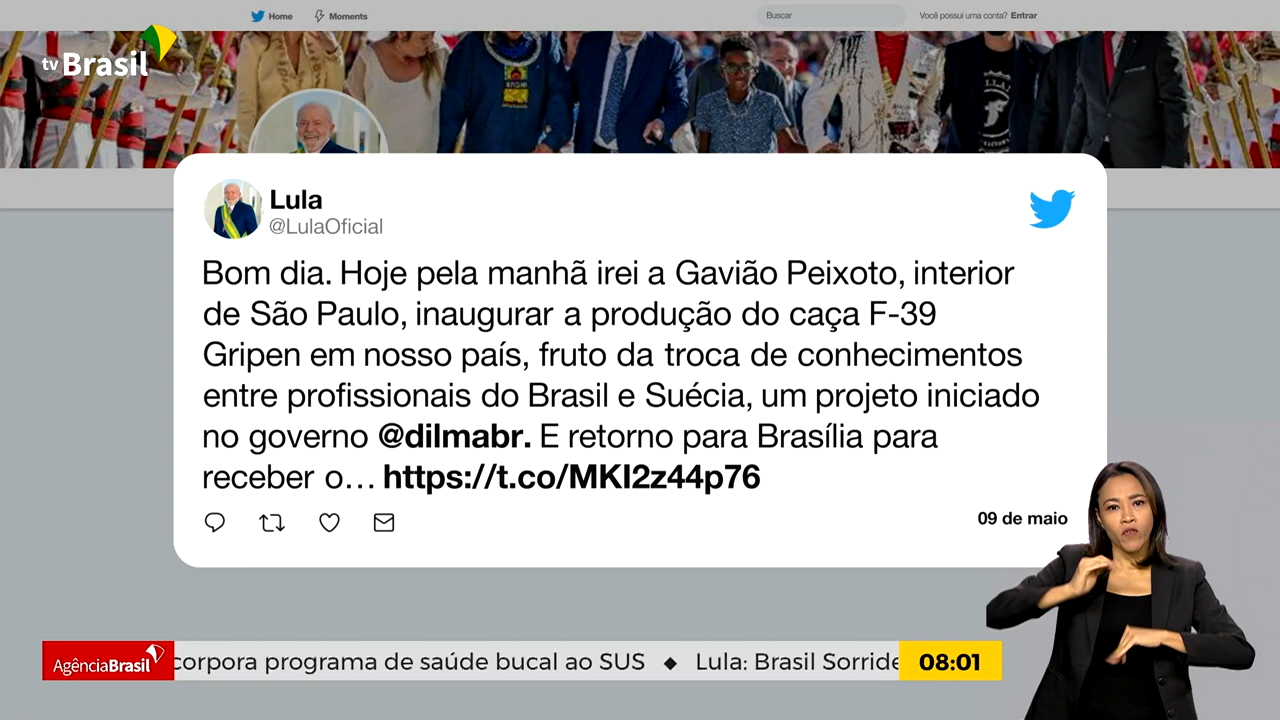 Home
Moments
Buscar
Você possui uma conta? Entrar
tv Brasil
Lula
@LulaOficial
Bom dia. Hoje pela manhã irei a Gavião Peixoto, interior
de São Paulo, inaugurar a produção do caça F-39
Gripen em nosso país, fruto da troca de conhecimentos
entre profissionais do Brasil e Suécia, um projeto iniciado
no governo @dilmabr. E retorno para Brasília para
receber o... https://t.co/MKI2z44p76
09 de maio
AgênciaBrasil
corpora programa de saúde bucal ao SUS ◆ Lula: Brasil Sorride
08:01